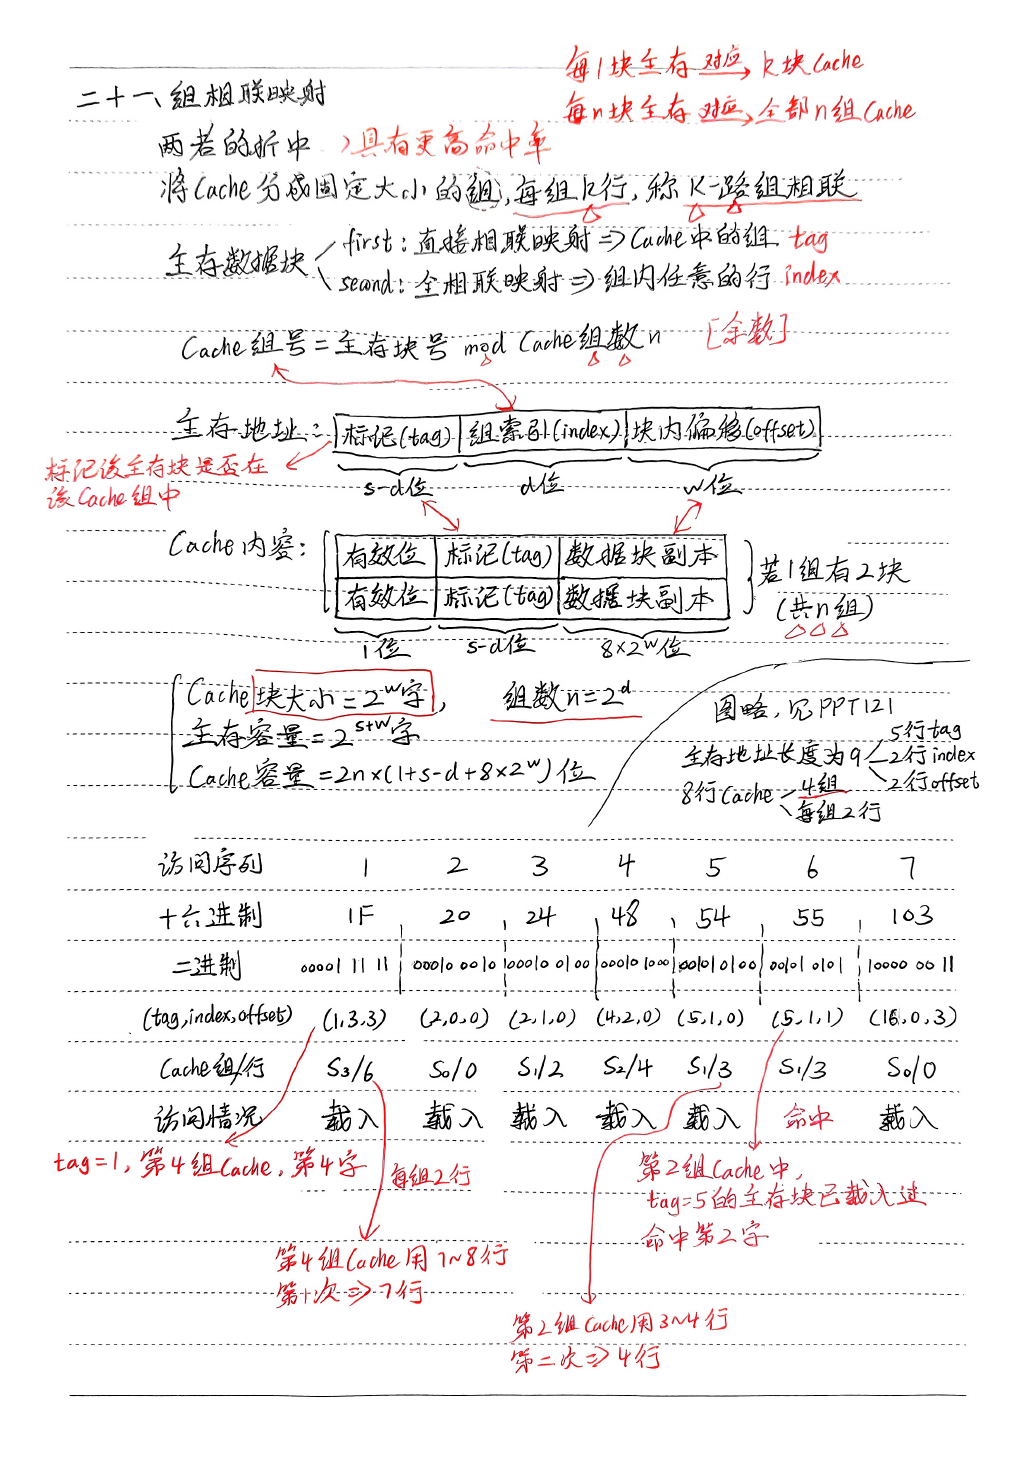 每1块主存 对应 k块Cache
二十一、组相联映射
每n块主存 对应 全部n组Cache
两者的折中 具有更高命中率
将Cache分成固定大小的组,每组k行,称K-路组相联
主存数据块
first:直接相联映射⇒Cache中的组 tag
second:全相联映射⇒组内任意的行 index
Cache组号=主存块号 mod Cache组数n [余数]
主存地址: 标记(tag) 组索引(index) 块内偏移(offset)
标记该主存块是否在
该Cache组中
s-d位 d位 w位
Cache内容:
有效位 标记(tag) 数据块副本
有效位 标记(tag) 数据块副本
若1组有2块
(共n组)
1位 s-d位 8×2^w位
Cache块大小=2^w字, 组数n=2^d
主存容量=2^{s+w}字
Cache容量=2n×(1+s-d+8×2^w)位
图略,见PPT121
主存地址长度为9
5行tag
2行index
2行offset
8行Cache
4组
每组2行
访问序列 1 2 3 4 5 6 7
十六进制 1F 20 24 48 54 55 103
二进制 00001 11 11 00010 00 10 00010 0 100 00010 1000 00101 0100 00101 0101 10000 00 11
(tag,index,offset) (1,3,3) (2,0,0) (2,1,0) (4,2,0) (5,1,0) (5,1,1) (16,0,3)
Cache组/行 S3/6 S0/0 S1/2 S2/4 S1/3 S1/3 S0/0
访问情况 载入 载入 载入 载入 载入 命中 载入
tag=1,第4组Cache,第4字
每组2行
第2组Cache中,
tag=5的主存块已载入过
命中第2字
第4组Cache用7~8行
第1次⇒7行
第2组Cache用3~4行
第二次⇒4行